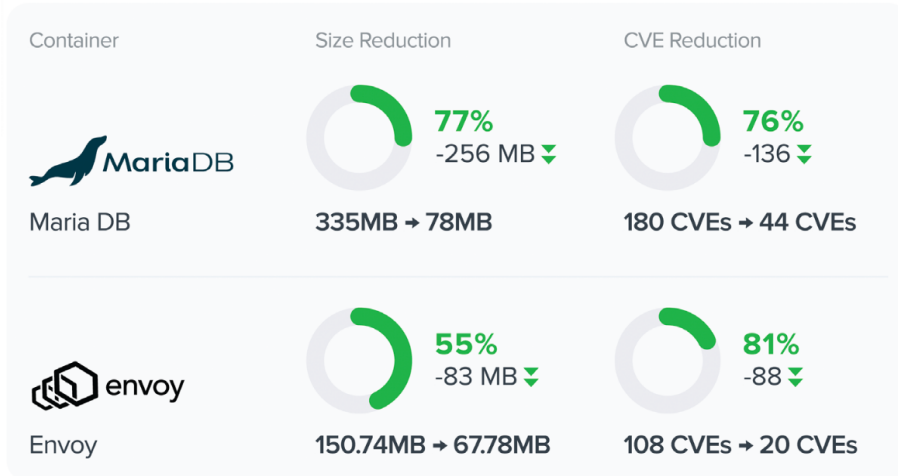 Container Size Reduction CVE Reduction
MariaDB
77%
-256 MB
76%
-136
Maria DB
335MB → 78MB
180 CVEs → 44 CVEs
envoy
55%
-83 MB
81%
-88
Envoy
150.74MB → 67.78MB
108 CVEs → 20 CVEs